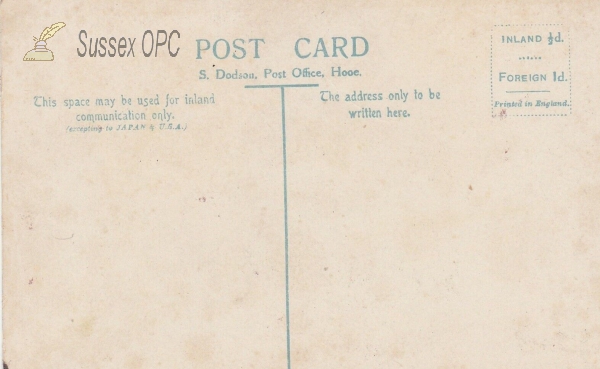 Sussex OPC
POST CARD
S. Dodson, Post Office, Hooe.
This space may be used for inland
communication only.
(excepting to JAPAN & U.S.A.)
The address only to be
written here.
INLAND ½d.
FOREIGN 1d.
Printed in England.